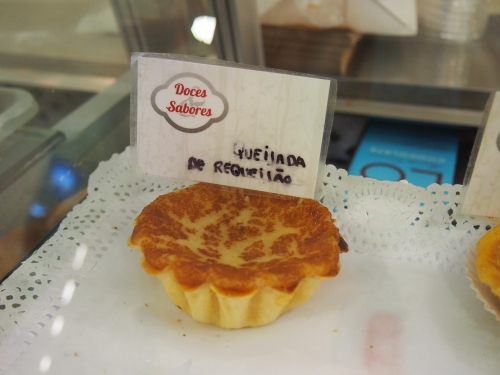 Doces
&
Sabores
QUEIJADA
DE REQUEIJÃO